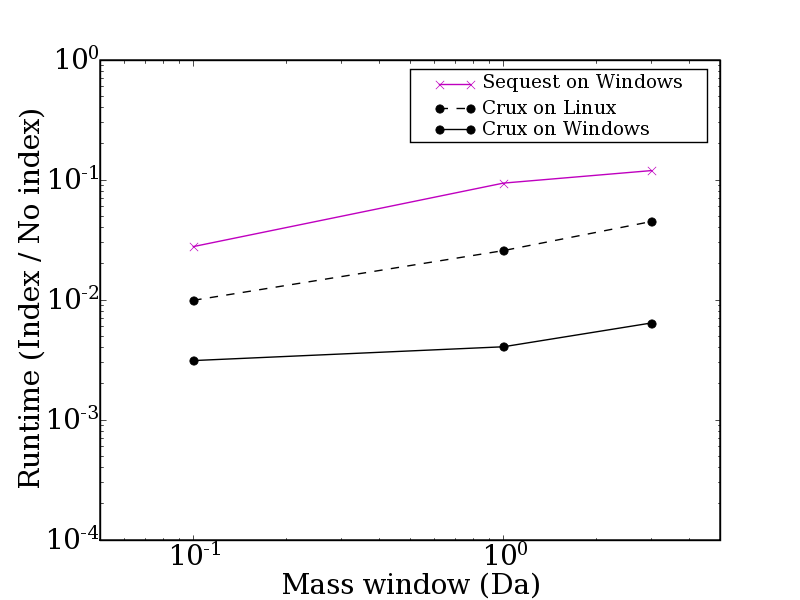 10^0
Sequest on Windows
Crux on Linux
Crux on Windows
10^-1
10^-2
10^-3
10^-4
Runtime (Index / No index)
10^-1 10^0
Mass window (Da)